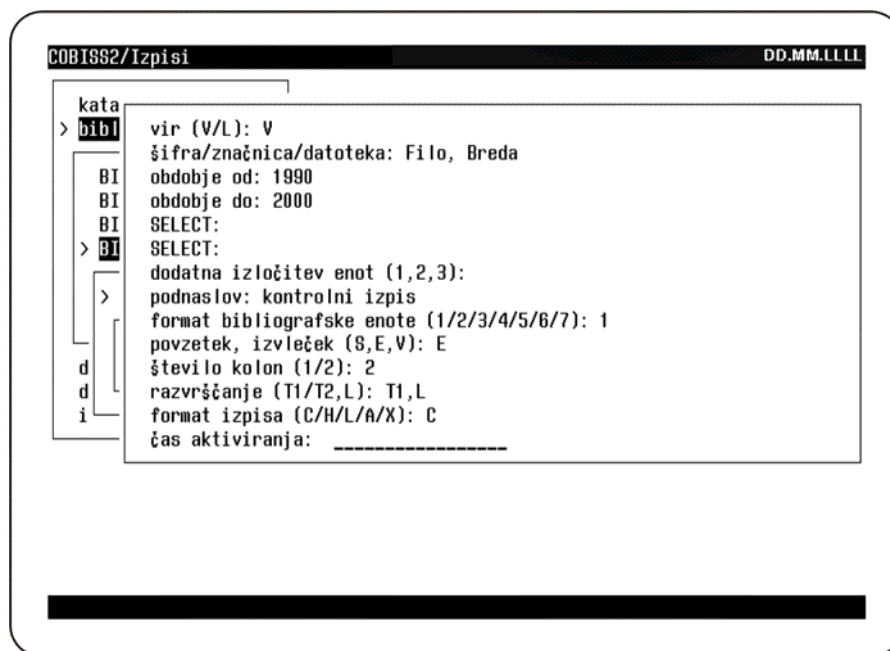 COBISS2/Izpisi DD.MM.LLLL
kata
> bibl
vir (V/L): V
šifra/značnica/datoteka: Filo, Breda
BI obdobje od: 1990
BI obdobje do: 2000
BI SELECT:
> BI SELECT:
dodatna izločitev enot (1,2,3):
> podnaslov: kontrolni izpis
format bibliografske enote (1/2/3/4/5/6/7): 1
povzetek, izvleček (S,E,V): E
d število kolon (1/2): 2
d razvrščanje (T1/T2,L): T1,L
i format izpisa (C/H/L/A/X): C
čas aktiviranja: _________________